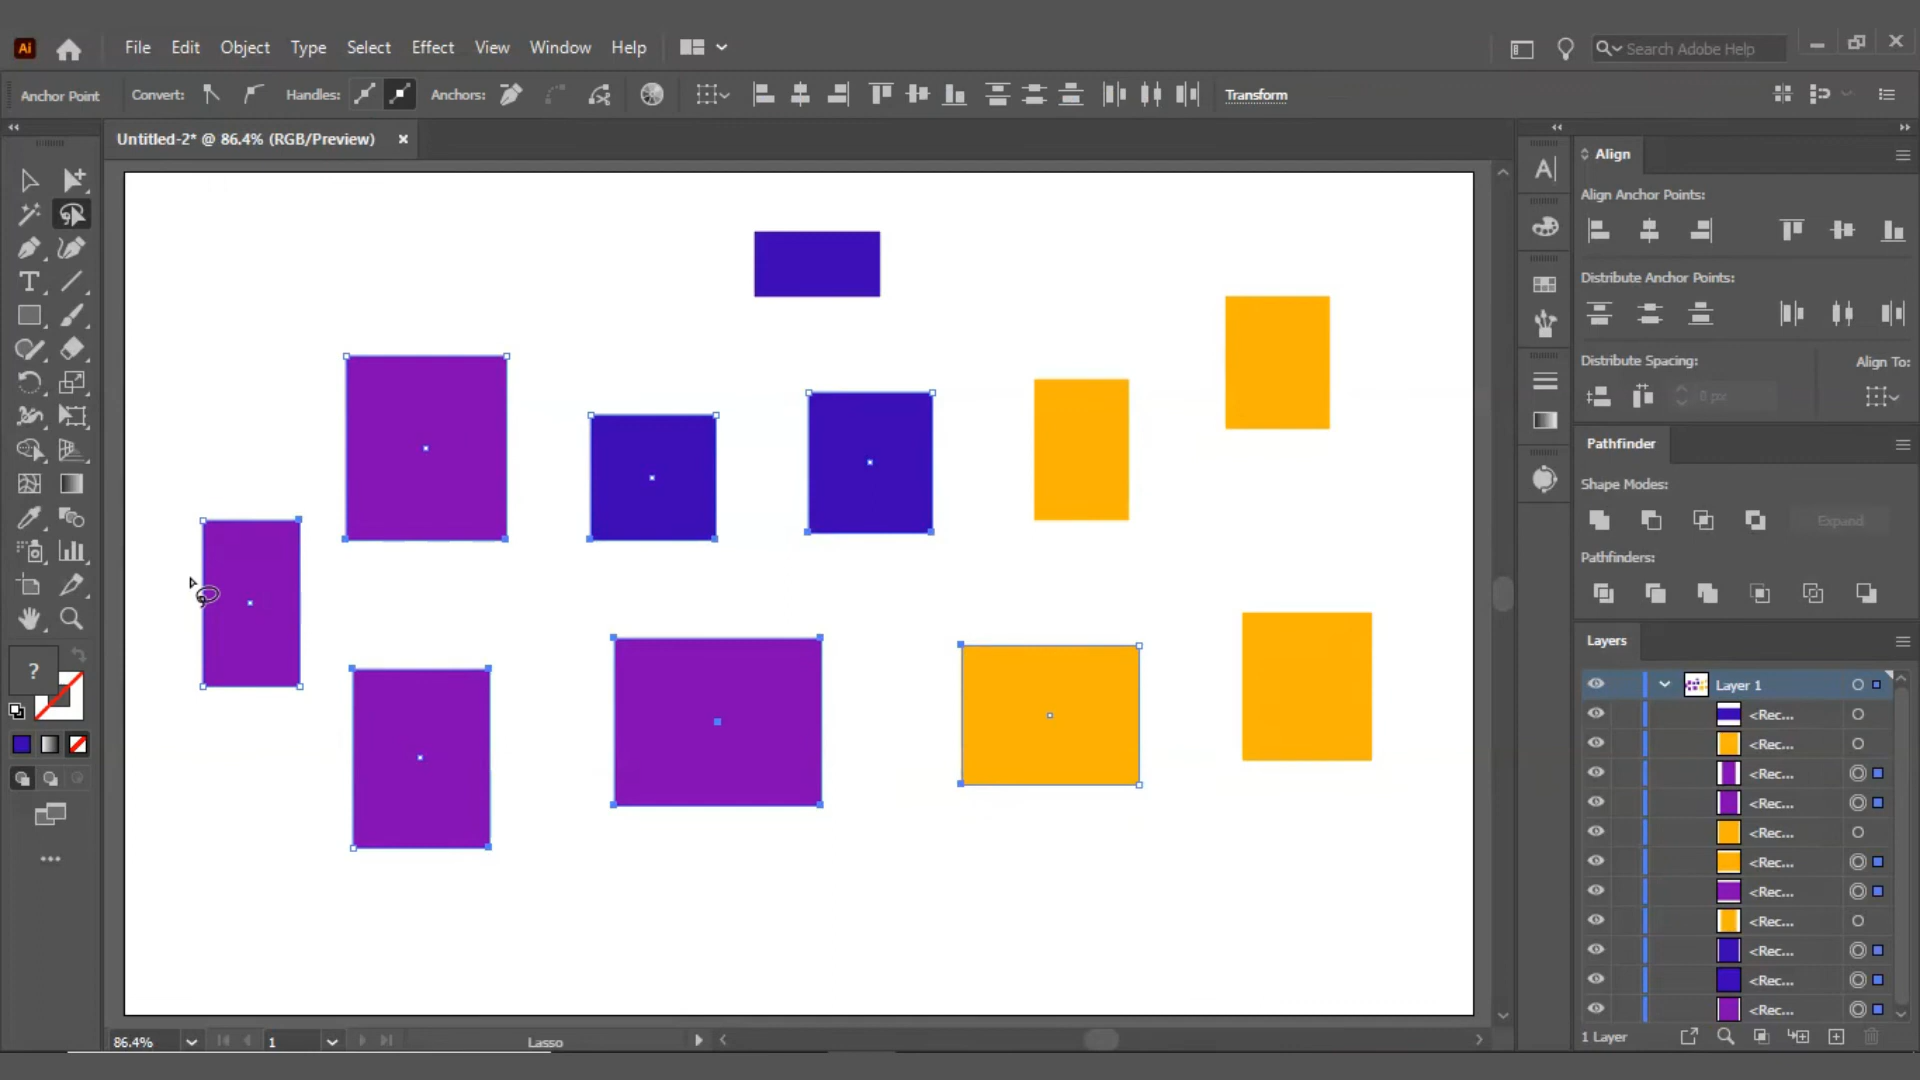 Ai File Edit Object Type Select Effect View Window Help Search Adobe Help
Anchor Point Convert: Handles: Anchors: Transform
Untitled-2* @ 86.4% (RGB/Preview)
Align
Align Anchor Points:
Distribute Anchor Points:
Distribute Spacing: Align To:
0 px
Pathfinder
Shape Modes:
Expand
Pathfinders:
Layers
Layer 1
<Rec...
<Rec...
<Rec...
<Rec...
<Rec...
<Rec...
<Rec...
<Rec...
<Rec...
<Rec...
<Rec...
?
86.4% 1 Lasso 1 Layer